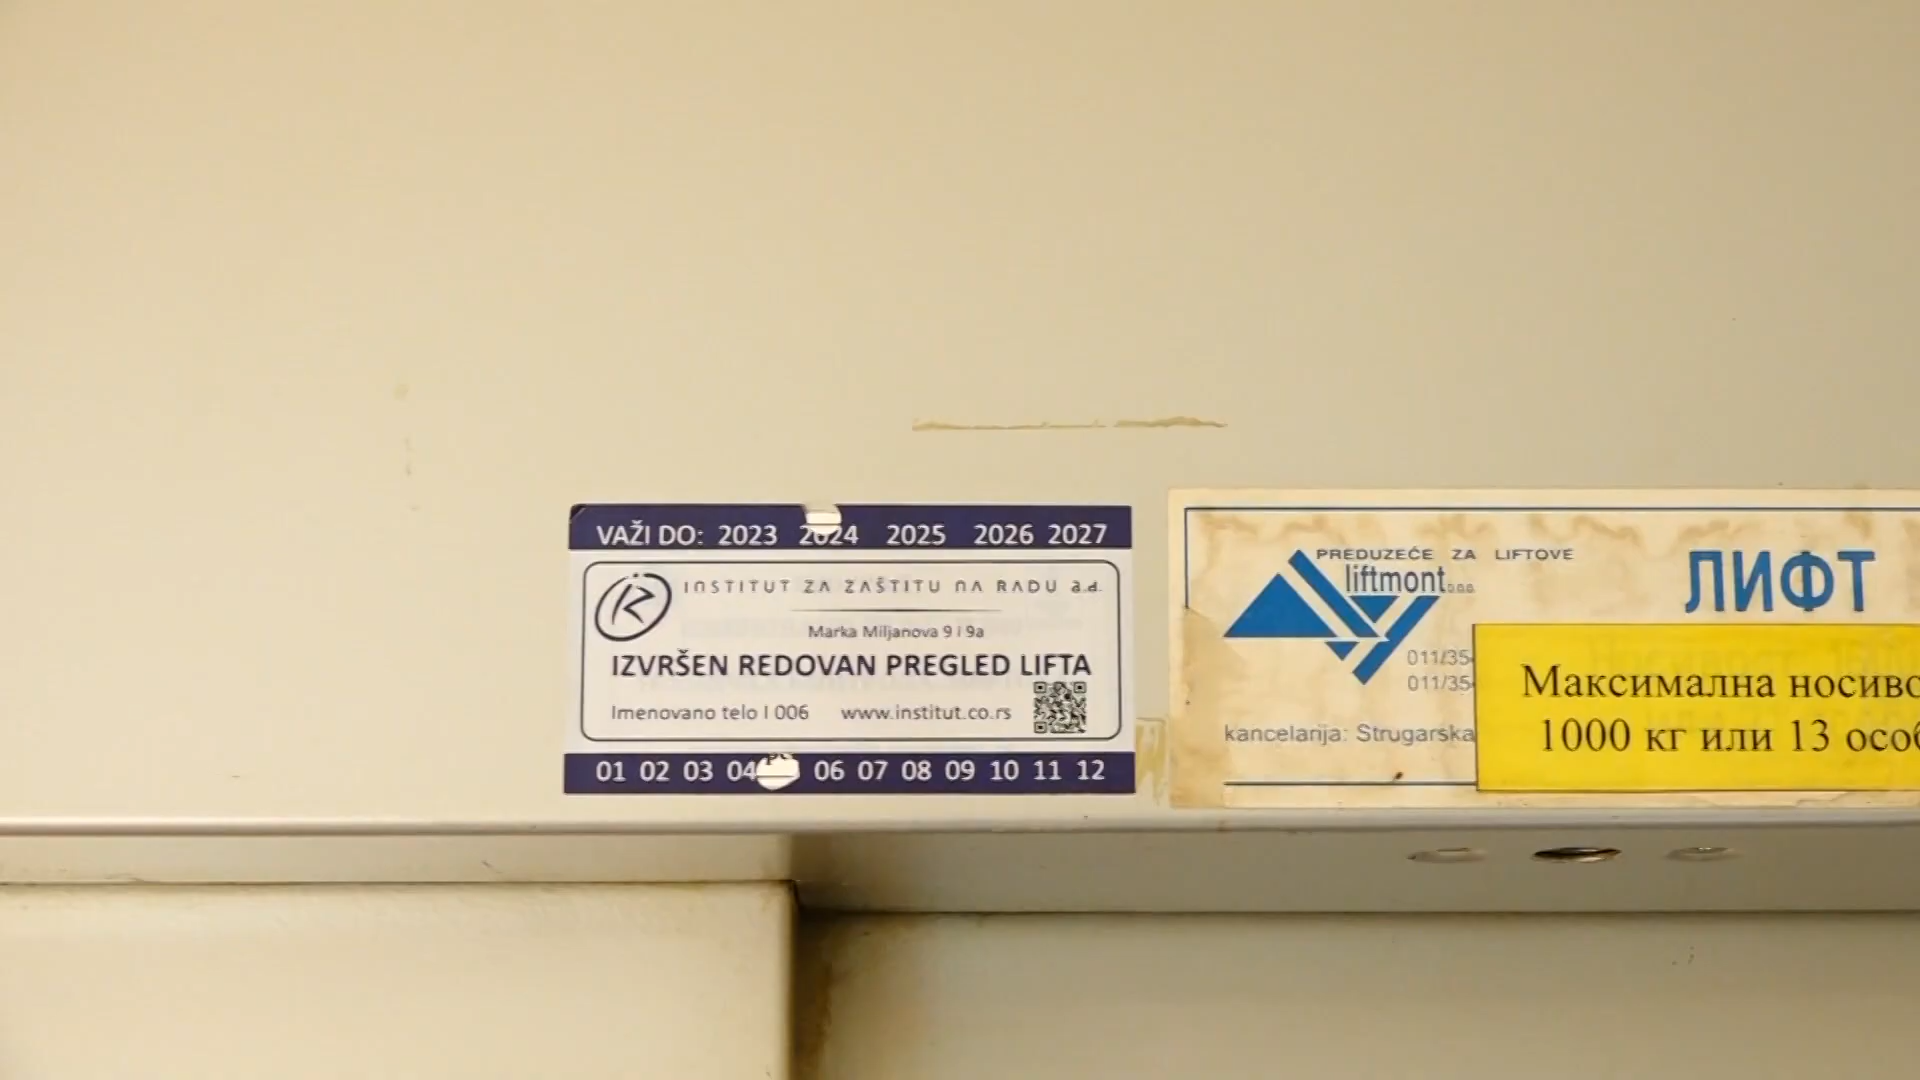 VAŽI DO: 2023 2024 2025 2026 2027
INSTITUT ZA ZAŠTITU NA RADU a.d.
Marka Miljanova 9 i 9a
IZVRŠEN REDOVAN PREGLED LIFTA
Imenovano telo I 006 www.institut.co.rs
01 02 03 04 06 07 08 09 10 11 12
PREDUZEĆE ZA LIFTOVE
liftmont d.o.o.
ЛИФТ
011/35
011/35
kancelarija: Strugarska
Максимална носиво
1000 кг или 13 особ